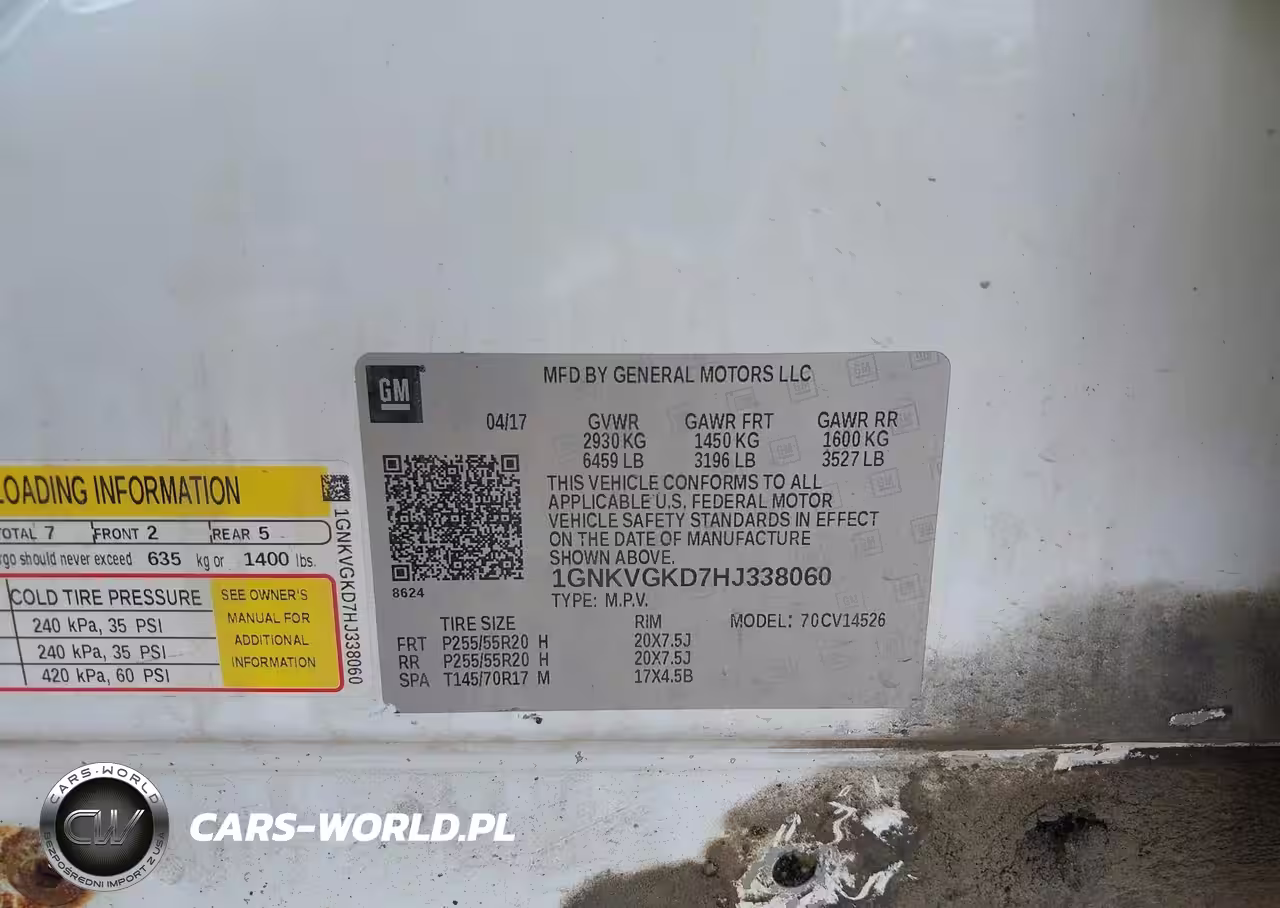 GM
MFD BY GENERAL MOTORS LLC
04/17 GVWR GAWR FRT GAWR RR
2930 KG 1450 KG 1600 KG
6459 LB 3196 LB 3527 LB
THIS VEHICLE CONFORMS TO ALL
APPLICABLE U.S. FEDERAL MOTOR
VEHICLE SAFETY STANDARDS IN EFFECT
ON THE DATE OF MANUFACTURE
SHOWN ABOVE.
1GNKVGKD7HJ338060
TYPE: M.P.V.
8624
TIRE SIZE RIM MODEL: 70CV14526
FRT P255/55R20 H 20X7.5J
RR P255/55R20 H 20X7.5J
SPA T145/70R17 M 17X4.5B
LOADING INFORMATION
OTAL 7 FRONT 2 REAR 5
rgo should never exceed 635 kg or 1400 lbs.
COLD TIRE PRESSURE
240 kPa, 35 PSI
240 kPa, 35 PSI
420 kPa, 60 PSI
SEE OWNER'S
MANUAL FOR
ADDITIONAL
INFORMATION
1GNKVGKD7HJ338060
CARS-WORLD
CW
BEZPOŚREDNI IMPORT Z USA
CARS-WORLD.PL